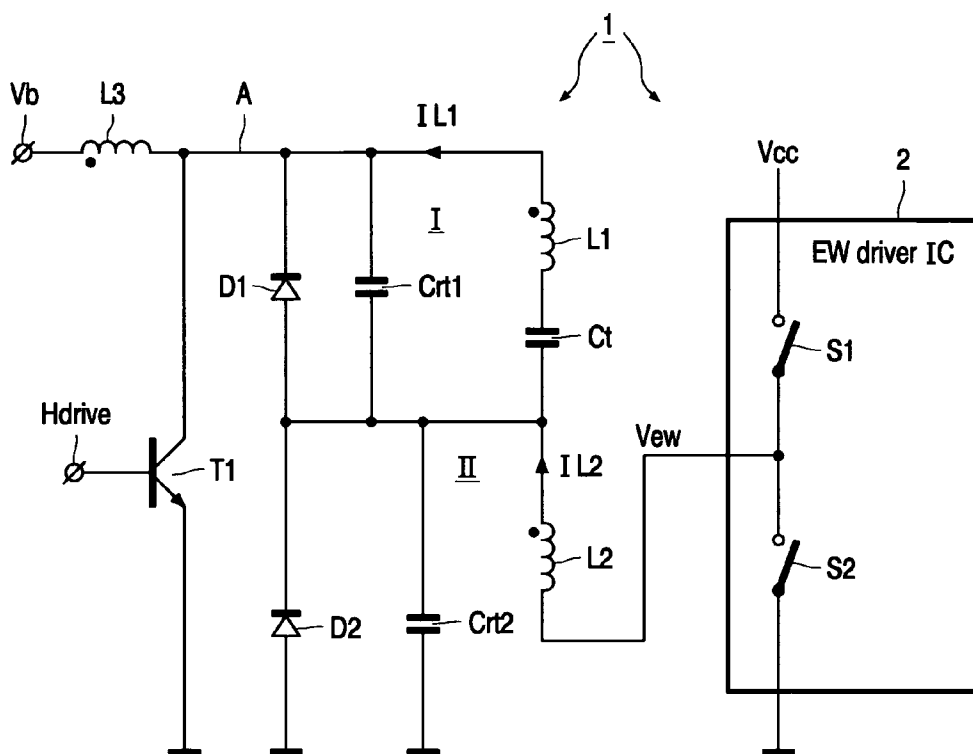 1
Vb
L3
A
I L1
Vcc
2
I
L1
EW driver IC
D1
Crt1
Ct
S1
Hdrive
T1
II
I L2
Vew
L2
S2
D2
Crt2